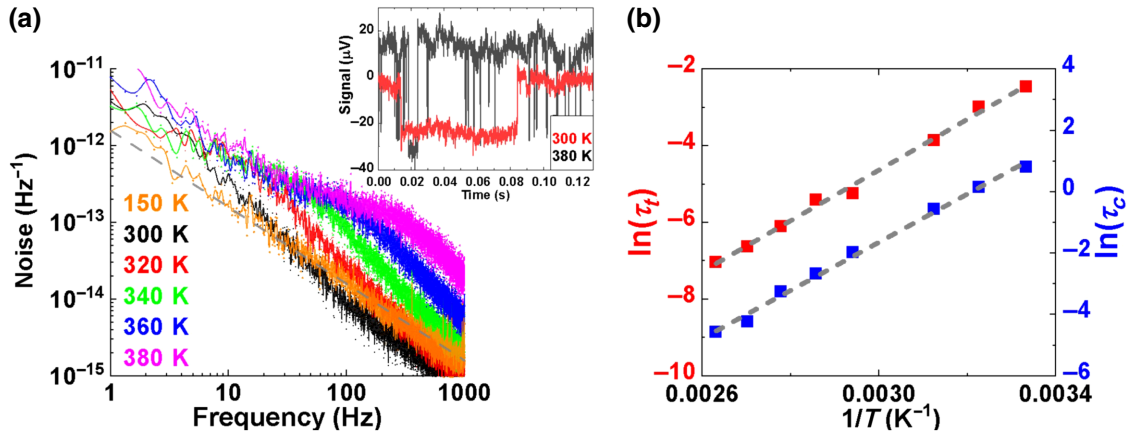 (a)
Noise (Hz⁻¹)
10⁻¹¹
10⁻¹²
10⁻¹³
10⁻¹⁴
10⁻¹⁵
150 K
300 K
320 K
340 K
360 K
380 K
1
10
100
1000
Frequency (Hz)
Signal (μV)
20
0
−20
−40
300 K
380 K
0.00 0.02 0.04 0.06 0.08 0.10 0.12
Time (s)
(b)
ln(τt)
−2
−4
−6
−8
−10
ln(τc)
4
2
0
−2
−4
−6
0.0026 0.0030 0.0034
1/T (K⁻¹)